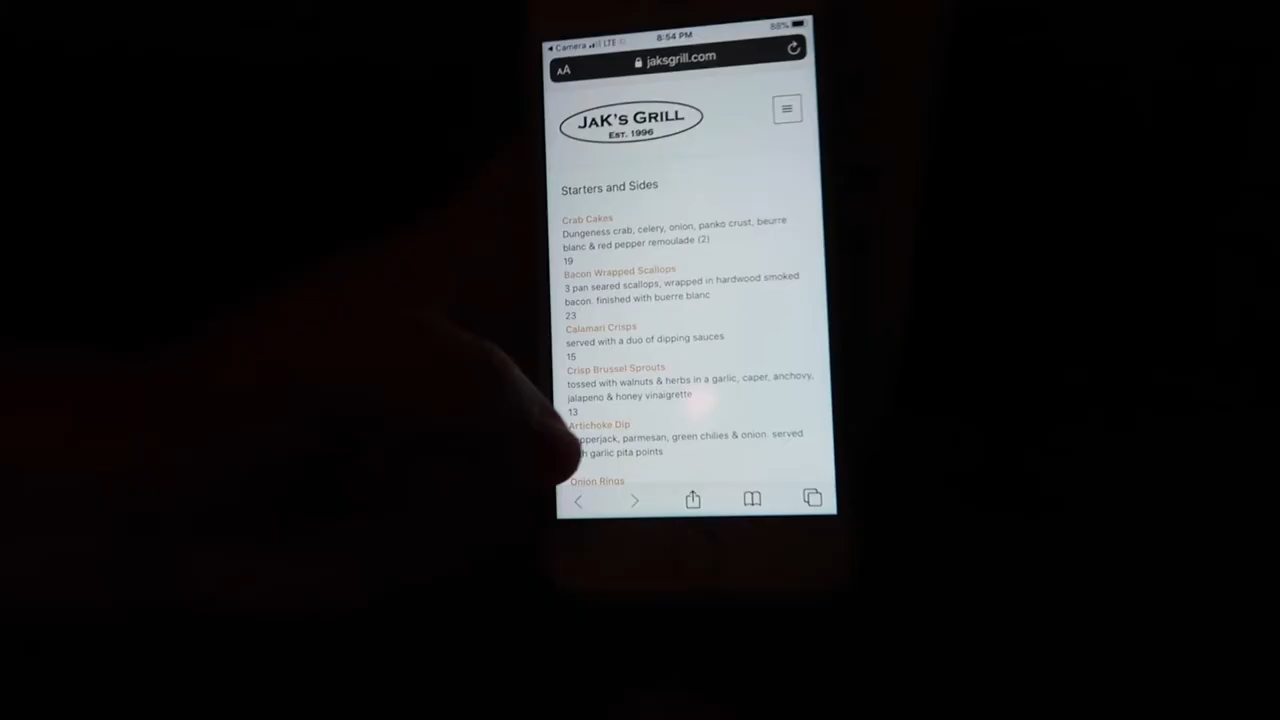 Camera LTE
8:54 PM
88%
AA
jaksgrill.com
JAK'S GRILL
EST. 1996
Starters and Sides
Crab Cakes
Dungeness crab, celery, onion, panko crust, beurre
blanc & red pepper remoulade (2)
19
Bacon Wrapped Scallops
3 pan seared scallops, wrapped in hardwood smoked
bacon. finished with buerre blanc
23
Calamari Crisps
served with a duo of dipping sauces
15
Crisp Brussel Sprouts
tossed with walnuts & herbs in a garlic, caper, anchovy,
jalapeno & honey vinaigrette
13
Artichoke Dip
parmesan, green chilies & onion. served
garlic pita points
Onion Rings